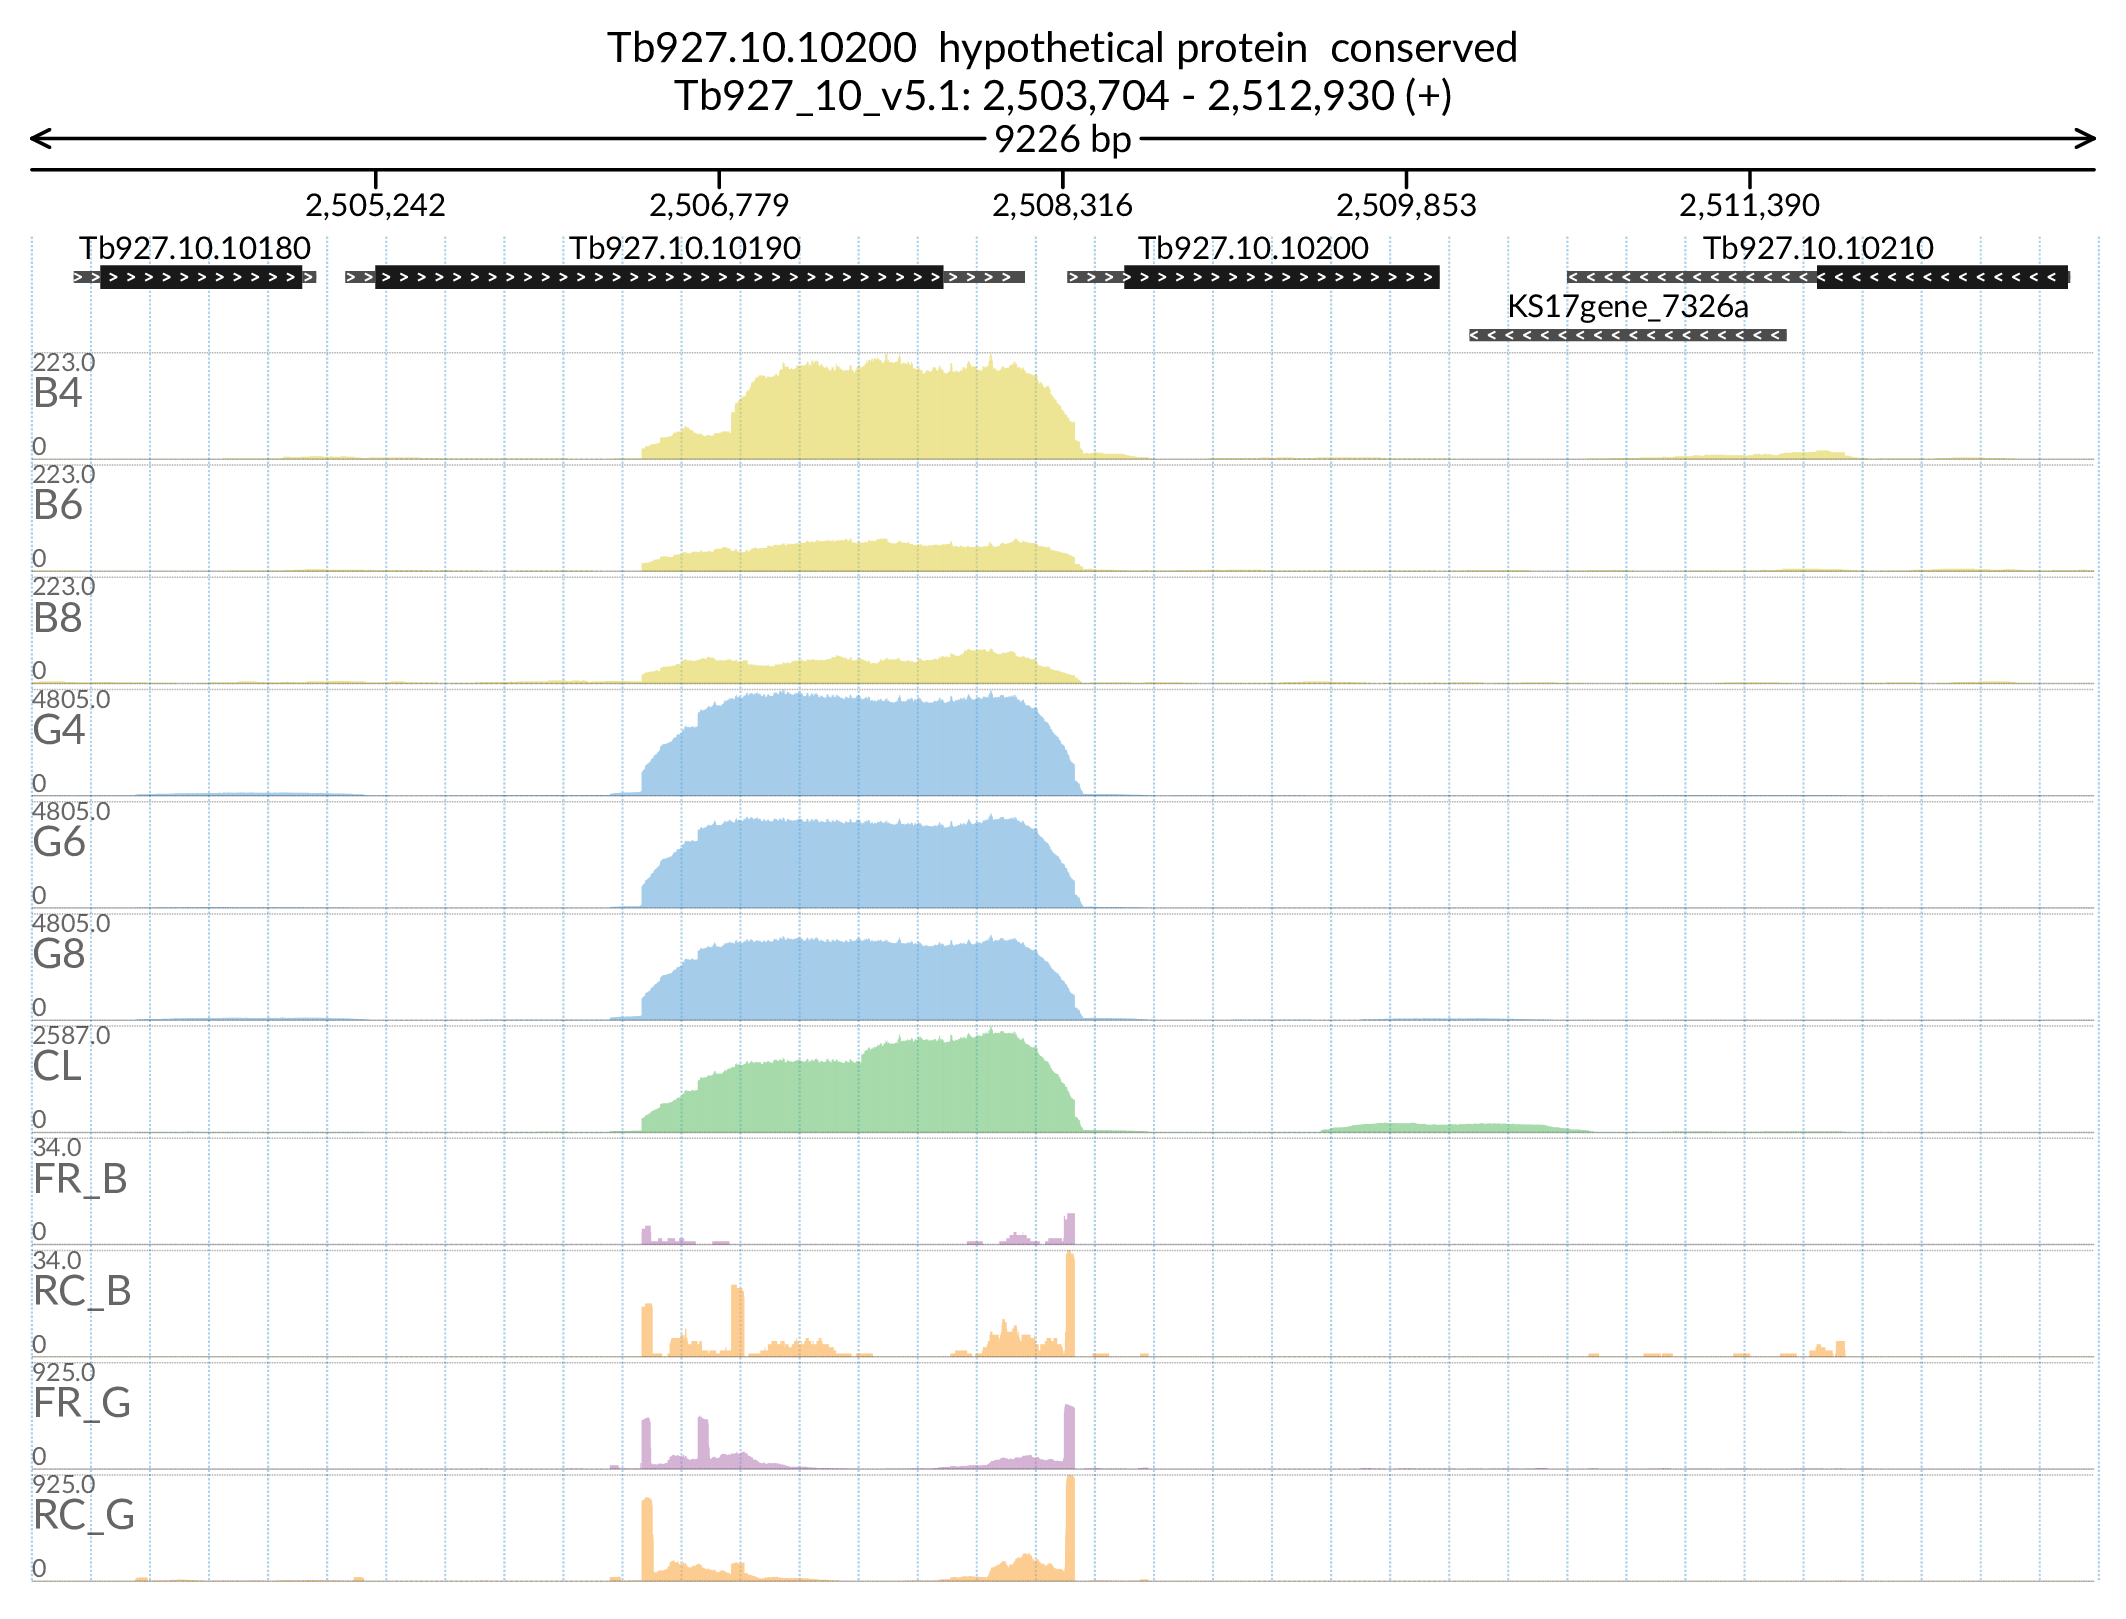 Tb927.10.10200  hypothetical protein  conserved
Tb927_10_v5.1: 2,503,704 - 2,512,930 (+)
9226 bp
2,505,242 2,506,779 2,508,316 2,509,853 2,511,390
Tb927.10.10180 Tb927.10.10190 Tb927.10.10200 Tb927.10.10210
KS17gene_7326a
223.0
B4
0
223.0
B6
0
223.0
B8
0
4805.0
G4
0
4805.0
G6
0
4805.0
G8
0
2587.0
CL
0
34.0
FR_B
0
34.0
RC_B
0
925.0
FR_G
0
925.0
RC_G
0